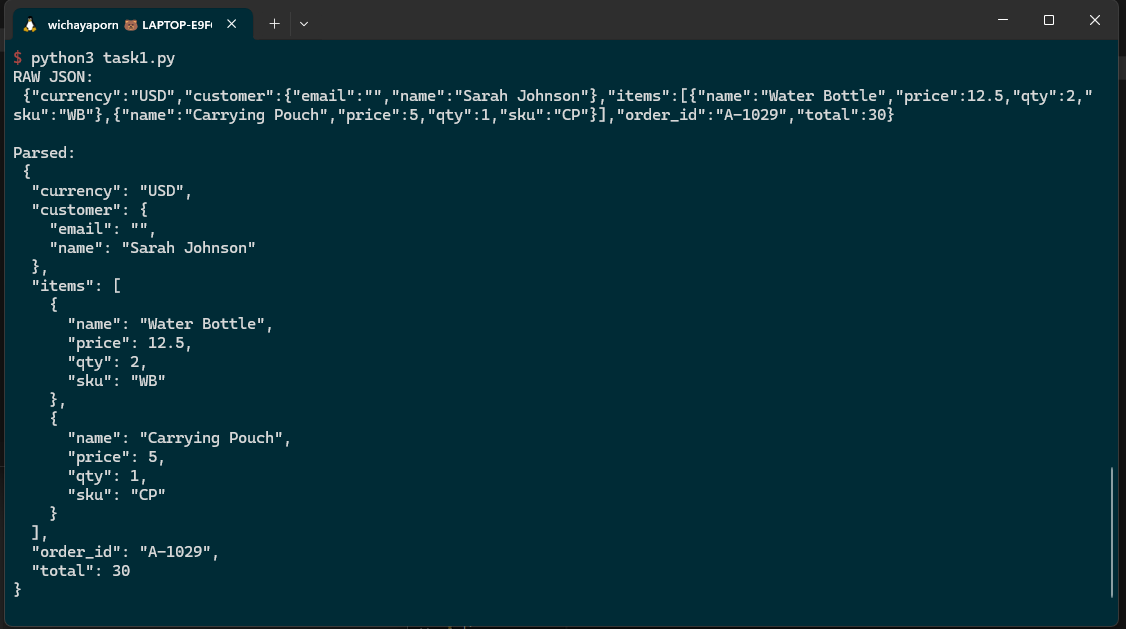 wichayaporn 🐻 LAPTOP-E9F
$ python3 task1.py
RAW JSON:
 {"currency":"USD","customer":{"email":"","name":"Sarah Johnson"},"items":[{"name":"Water Bottle","price":12.5,"qty":2,"
sku":"WB"},{"name":"Carrying Pouch","price":5,"qty":1,"sku":"CP"}],"order_id":"A-1029","total":30}

Parsed:
 {
  "currency": "USD",
  "customer": {
    "email": "",
    "name": "Sarah Johnson"
  },
  "items": [
    {
      "name": "Water Bottle",
      "price": 12.5,
      "qty": 2,
      "sku": "WB"
    },
    {
      "name": "Carrying Pouch",
      "price": 5,
      "qty": 1,
      "sku": "CP"
    }
  ],
  "order_id": "A-1029",
  "total": 30
}